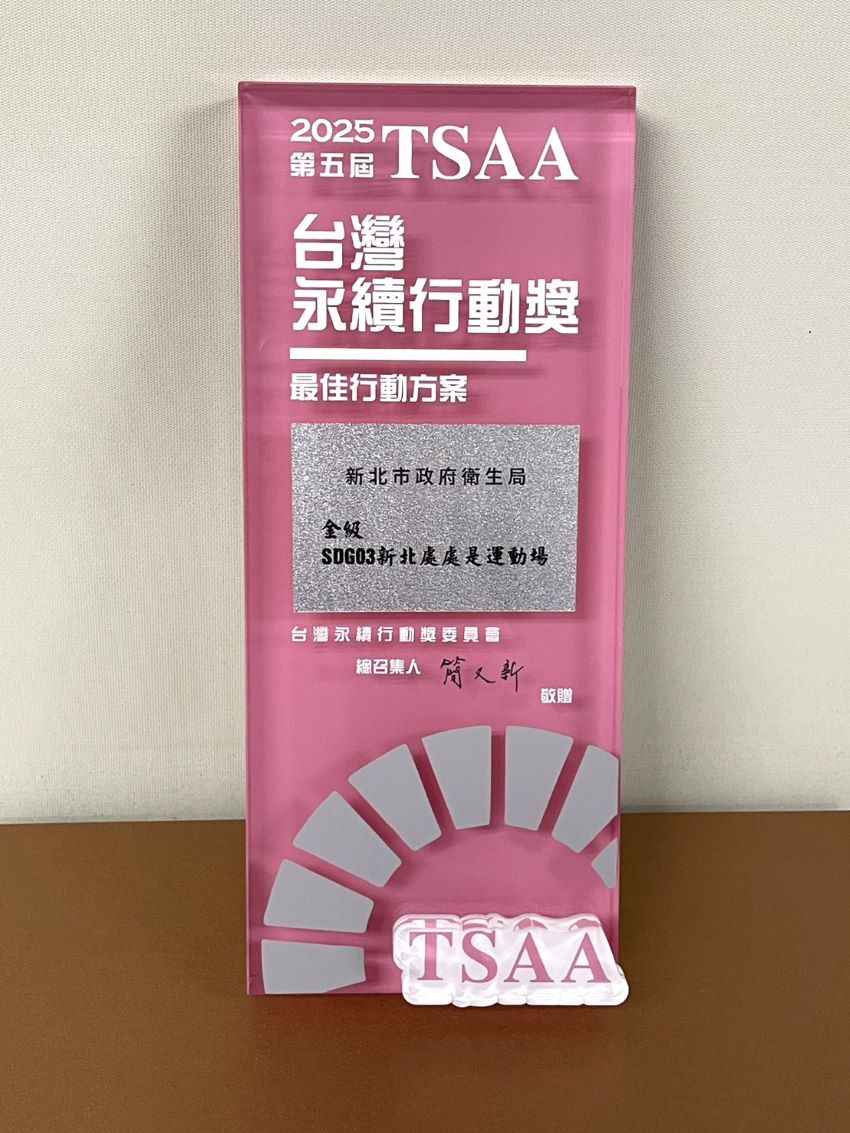 2025
第五屆 TSAA
台灣
永續行動獎
最佳行動方案
新北市政府衛生局
金級
SDG03新北處處是運動場
台灣永續行動獎委員會
總召集人 簡又新
敬贈
TSAA